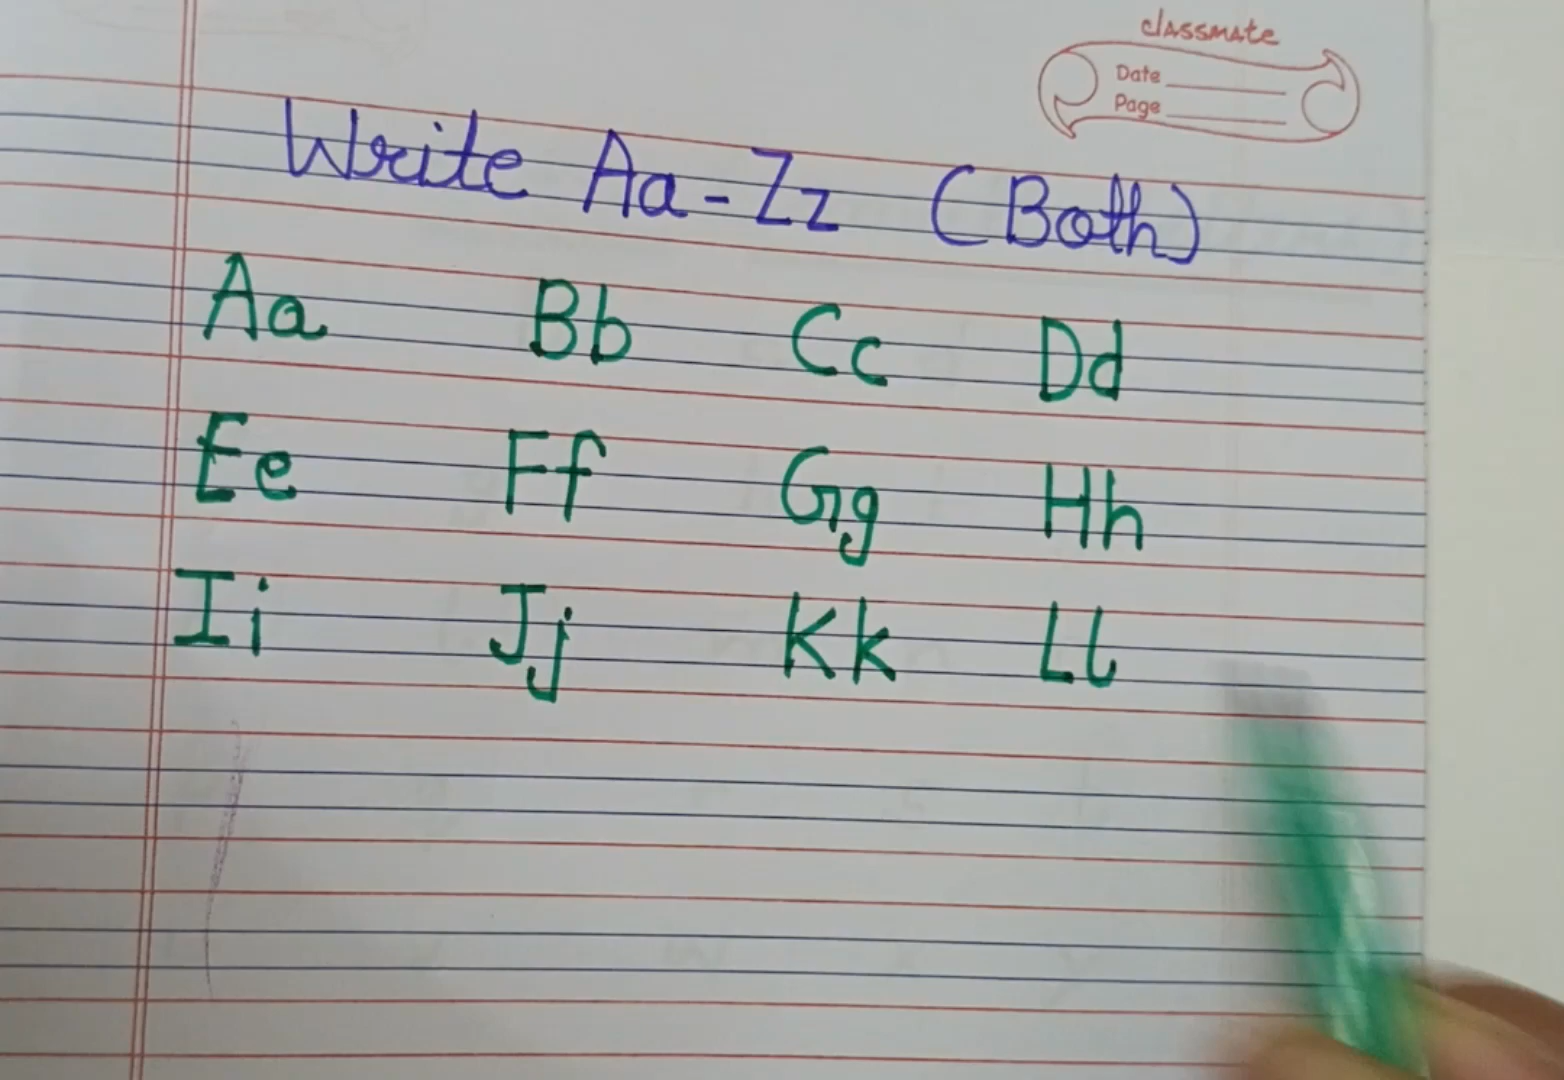 classmate
Date
Page
Write Aa-Zz (Both)
Aa Bb Cc Dd
Ee Ff Gg Hh
Ii Jj Kk Ll